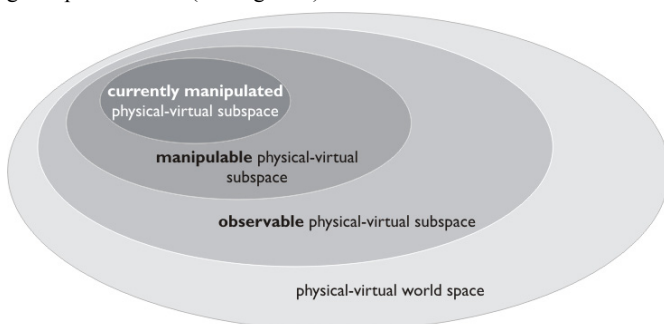 currently manipulated
physical-virtual subspace
manipulable physical-virtual
subspace
observable physical-virtual subspace
physical-virtual world space